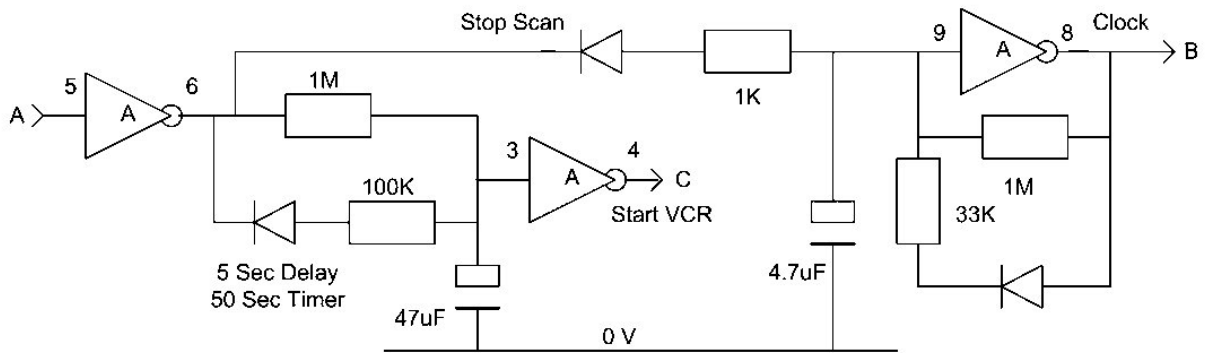 Stop Scan
9
A
8
Clock
B
5
6
A
A
1M
1K
3
4
A
C
1M
100K
Start VCR
33K
5 Sec Delay
50 Sec Timer
4.7uF
47uF
0 V